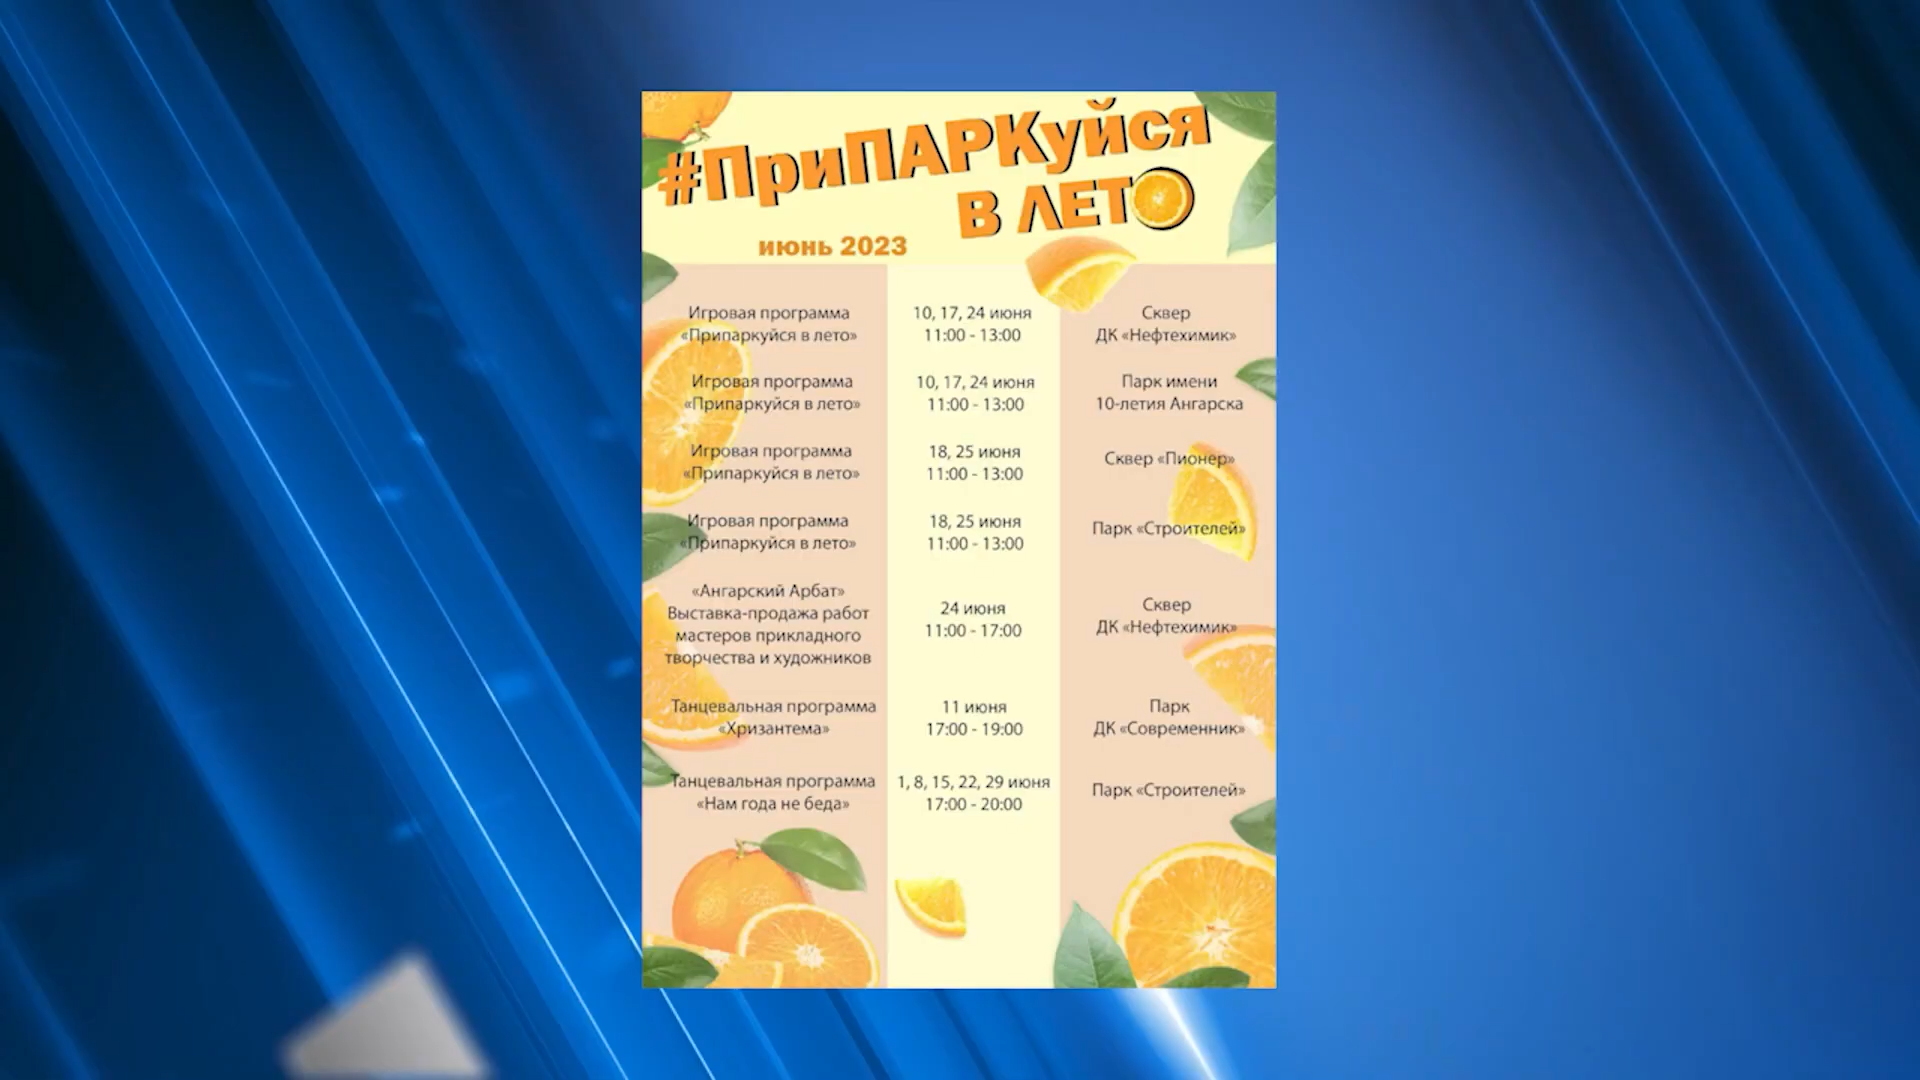 #ПриПАРКуйся
в лето
июнь 2023
Игровая программа
«Припаркуйся в лето»
10, 17, 24 июня
11:00 - 13:00
Сквер
ДК «Нефтехимик»
Игровая программа
«Припаркуйся в лето»
10, 17, 24 июня
11:00 - 13:00
Парк имени
10-летия Ангарска
Игровая программа
«Припаркуйся в лето»
18, 25 июня
11:00 - 13:00
Сквер «Пионер»
Игровая программа
«Припаркуйся в лето»
18, 25 июня
11:00 - 13:00
Парк «Строителей»
«Ангарский Арбат»
Выставка-продажа работ
мастеров прикладного
творчества и художников
24 июня
11:00 - 17:00
Сквер
ДК «Нефтехимик»
Танцевальная программа
«Хризантема»
11 июня
17:00 - 19:00
Парк
ДК «Современник»
Танцевальная программа
«Нам года не беда»
1, 8, 15, 22, 29 июня
17:00 - 20:00
Парк «Строителей»